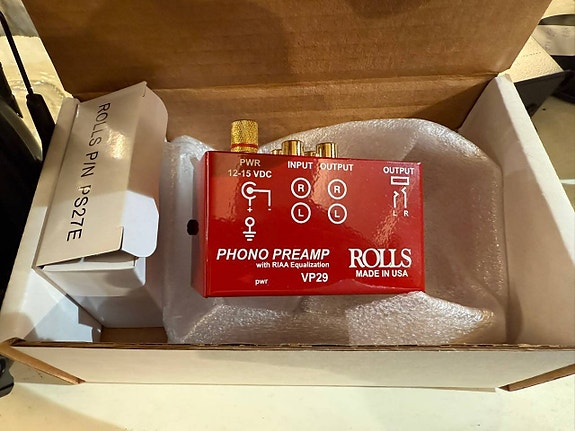 ROLLS P/N PS27E
PWR
12-15 VDC
INPUT
OUTPUT
OUTPUT
R
R
L
L
L R
PHONO PREAMP
with RIAA Equalization
ROLLS
MADE IN USA
pwr
VP29